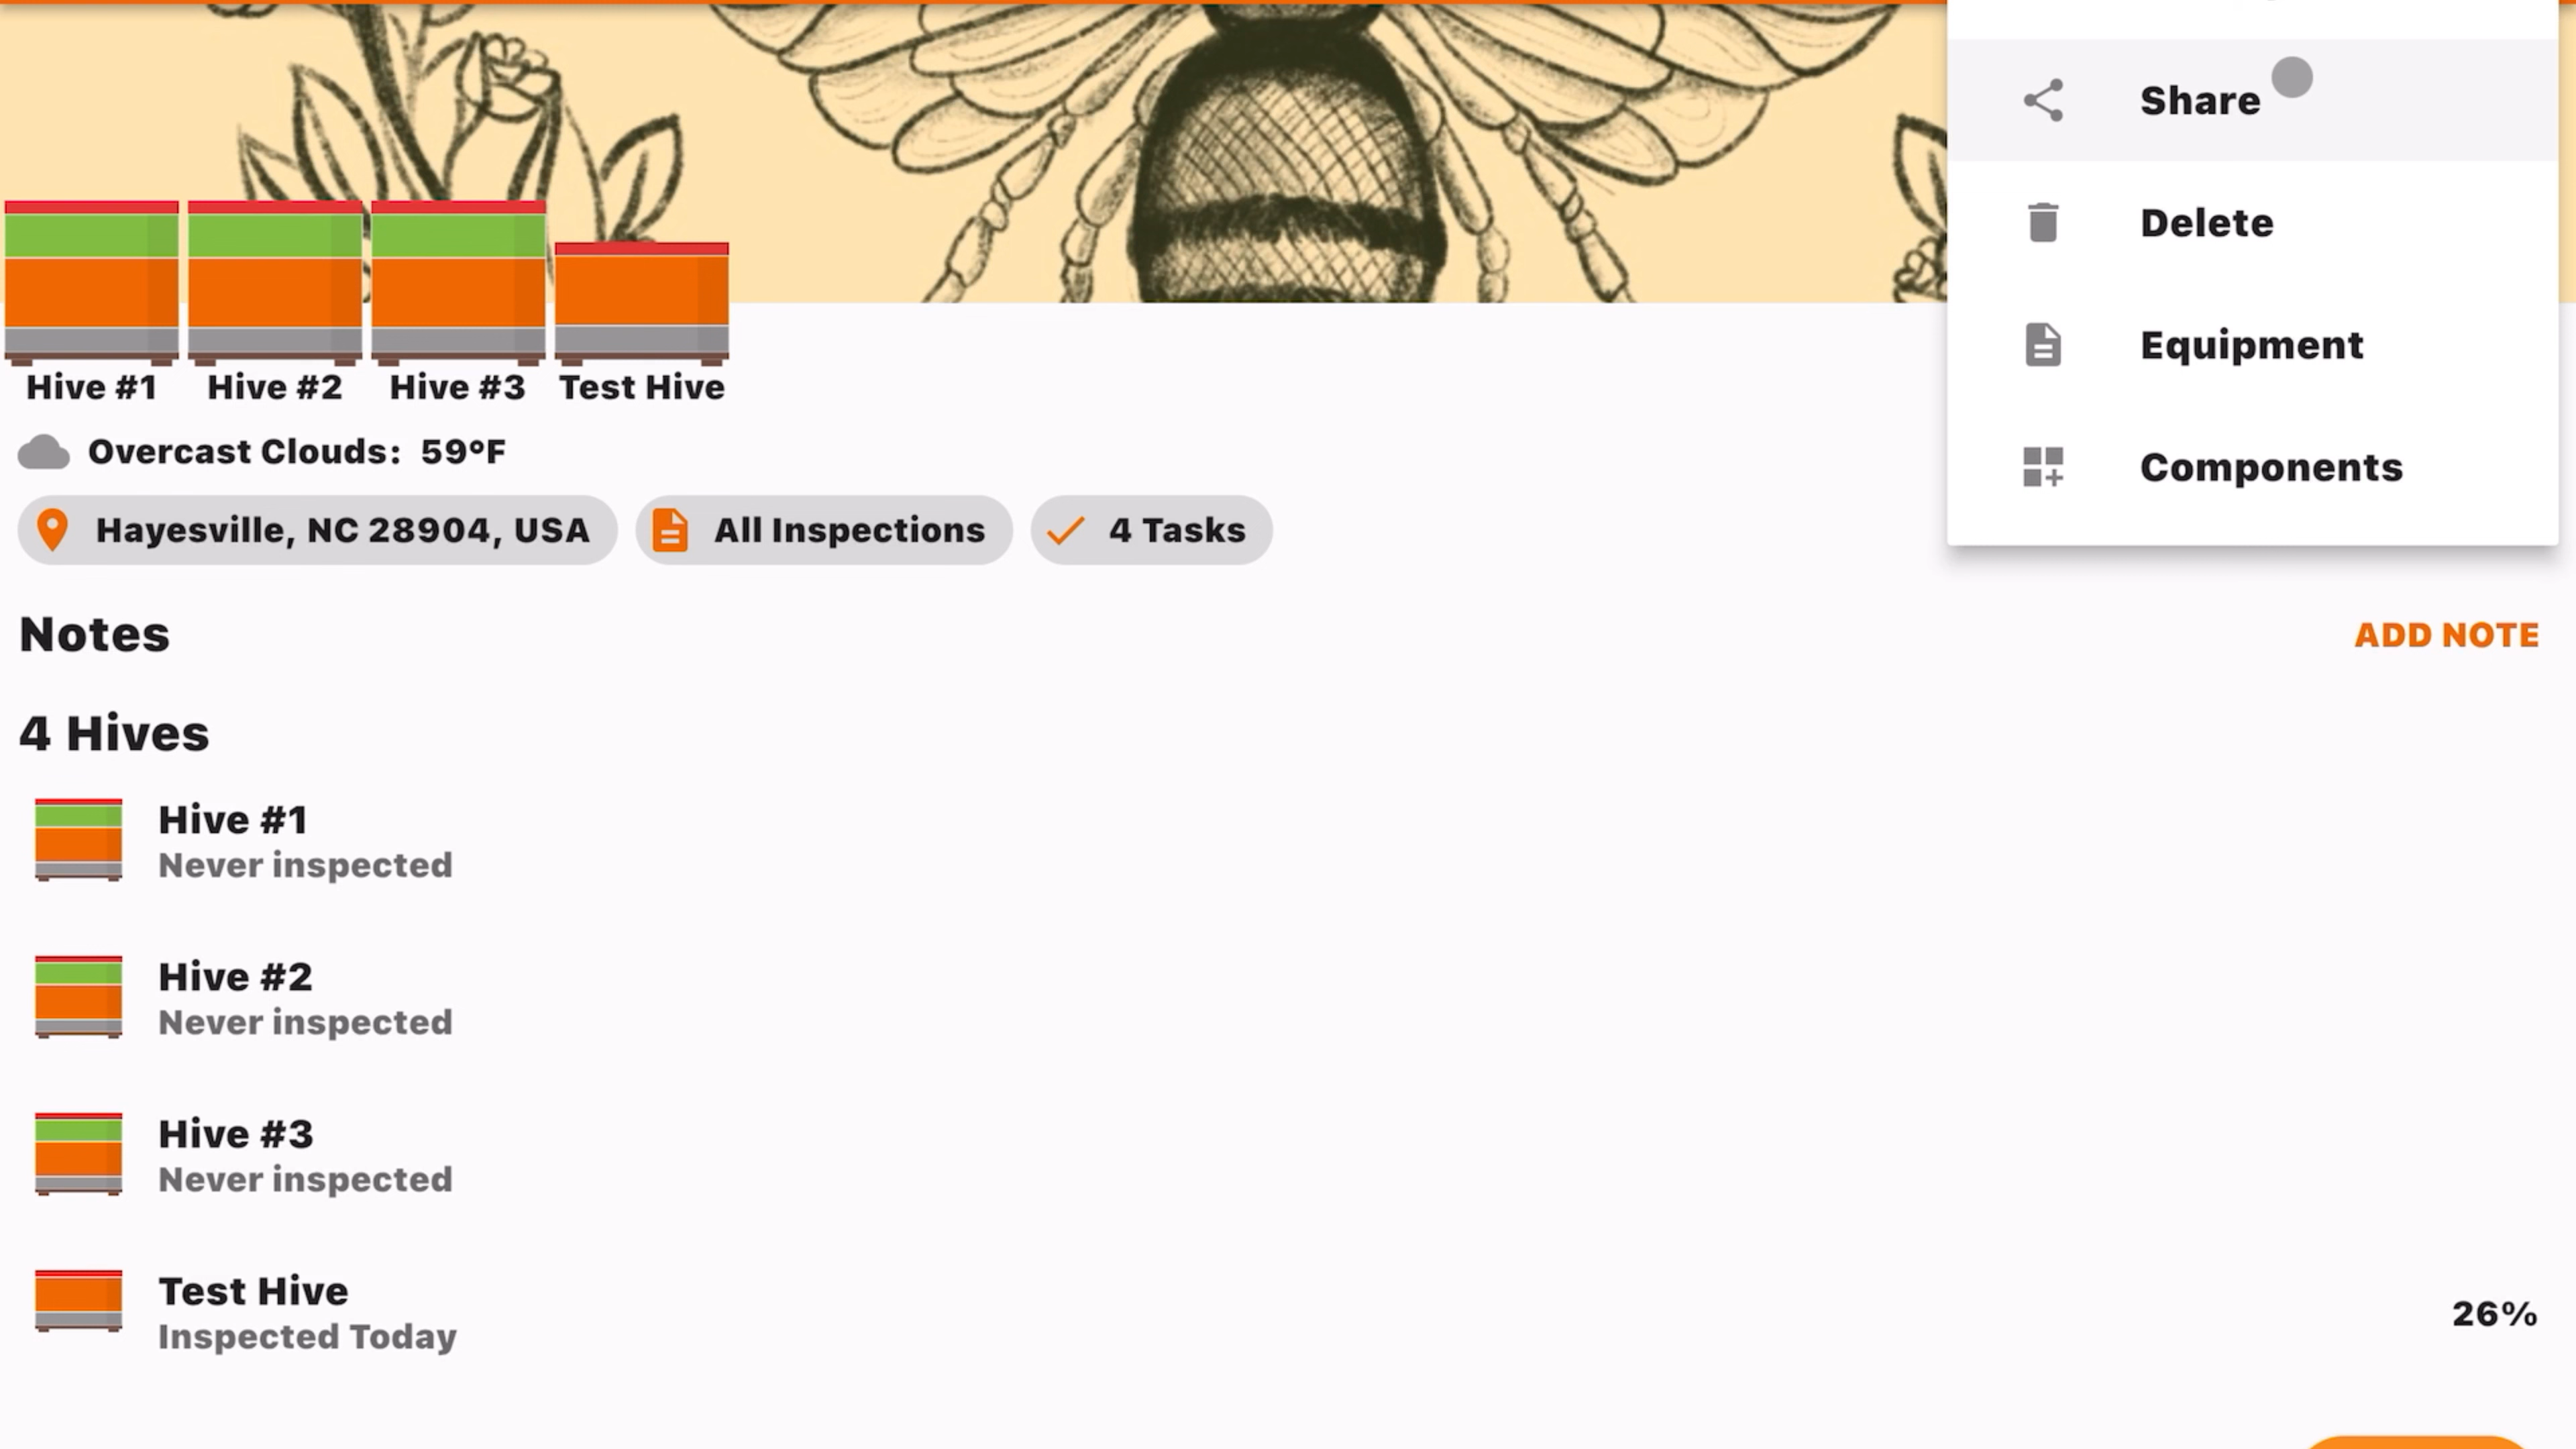 Share
Delete
Equipment
Components
Hive #1
Hive #2
Hive #3
Test Hive
Overcast Clouds: 59°F
Hayesville, NC 28904, USA
All Inspections
4 Tasks
Notes
ADD NOTE
4 Hives
Hive #1
Never inspected
Hive #2
Never inspected
Hive #3
Never inspected
Test Hive
Inspected Today
26%